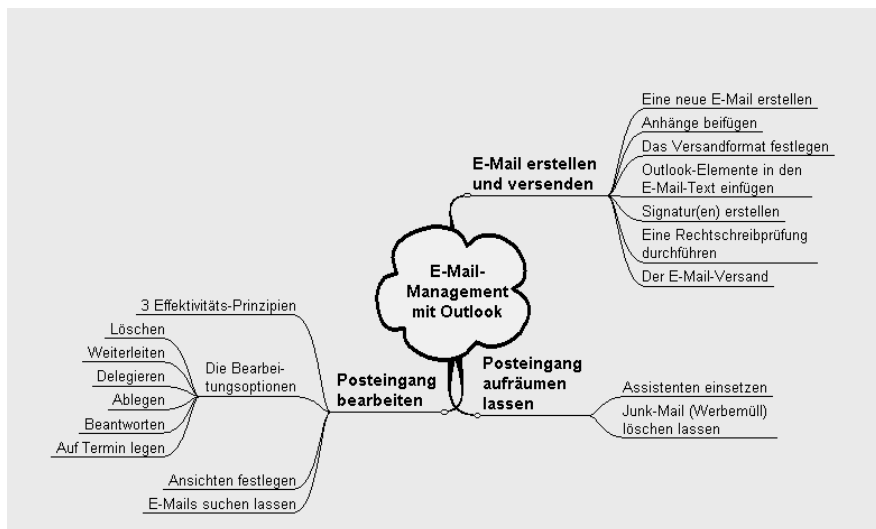 E-Mail-
Management
mit Outlook
E-Mail erstellen
und versenden
Eine neue E-Mail erstellen
Anhänge beifügen
Das Versandformat festlegen
Outlook-Elemente in den
E-Mail-Text einfügen
Signatur(en) erstellen
Eine Rechtschreibprüfung
durchführen
Der E-Mail-Versand
Posteingang
aufräumen
lassen
Assistenten einsetzen
Junk-Mail (Werbemüll)
löschen lassen
Posteingang
bearbeiten
3 Effektivitäts-Prinzipien
Die Bearbei-
tungsoptionen
Löschen
Weiterleiten
Delegieren
Ablegen
Beantworten
Auf Termin legen
Ansichten festlegen
E-Mails suchen lassen